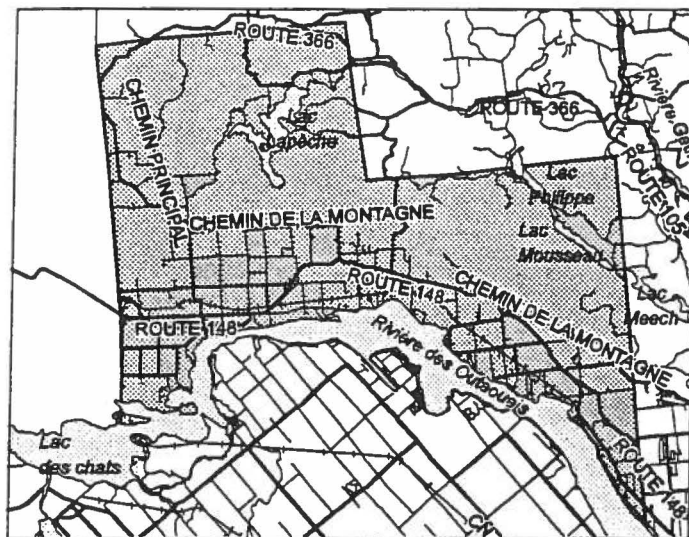 ROUTE 366
ROUTE 366
Rivière
ROUTE 105
CHEMIN PRINCIPAL
Lac
Lapêche
Lac
Philippe
CHEMIN DE LA MONTAGNE
Lac
Mousseau
ROUTE 148
CHEMIN DE LA MONTAGNE
Lac
Meech
ROUTE 148
Rivière des Outaouais
Lac
des chats
ROUTE 148